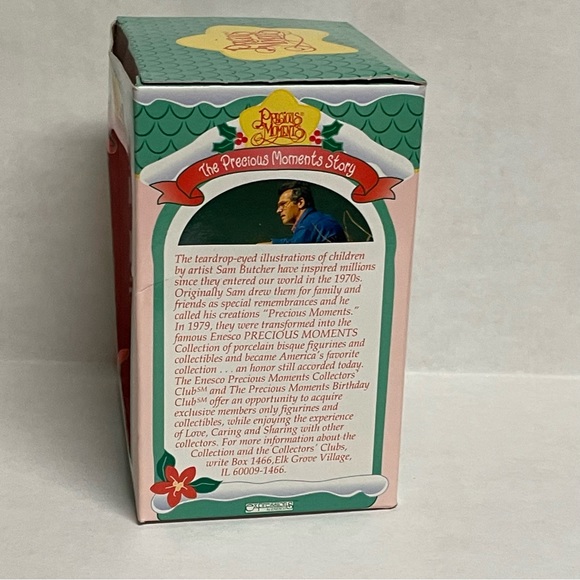 PRECIOUS
MOMENTS
The Precious Moments Story
The teardrop-eyed illustrations of children
by artist Sam Butcher have inspired millions
since they entered our world in the 1970s.
Originally Sam drew them for family and
friends as special remembrances and he
called his creations "Precious Moments."
In 1979, they were transformed into the
famous Enesco PRECIOUS MOMENTS
Collection of porcelain bisque figurines and
collectibles and became America's favorite
collection . . . an honor still accorded today.
The Enesco Precious Moments Collectors'
Club℠ and The Precious Moments Birthday
Club℠ offer an opportunity to acquire
exclusive members only figurines and
collectibles, while enjoying the experience
of Love, Caring and Sharing with other
collectors. For more information about the
Collection and the Collectors' Clubs,
write Box 1466,Elk Grove Village,
IL 60009-1466.